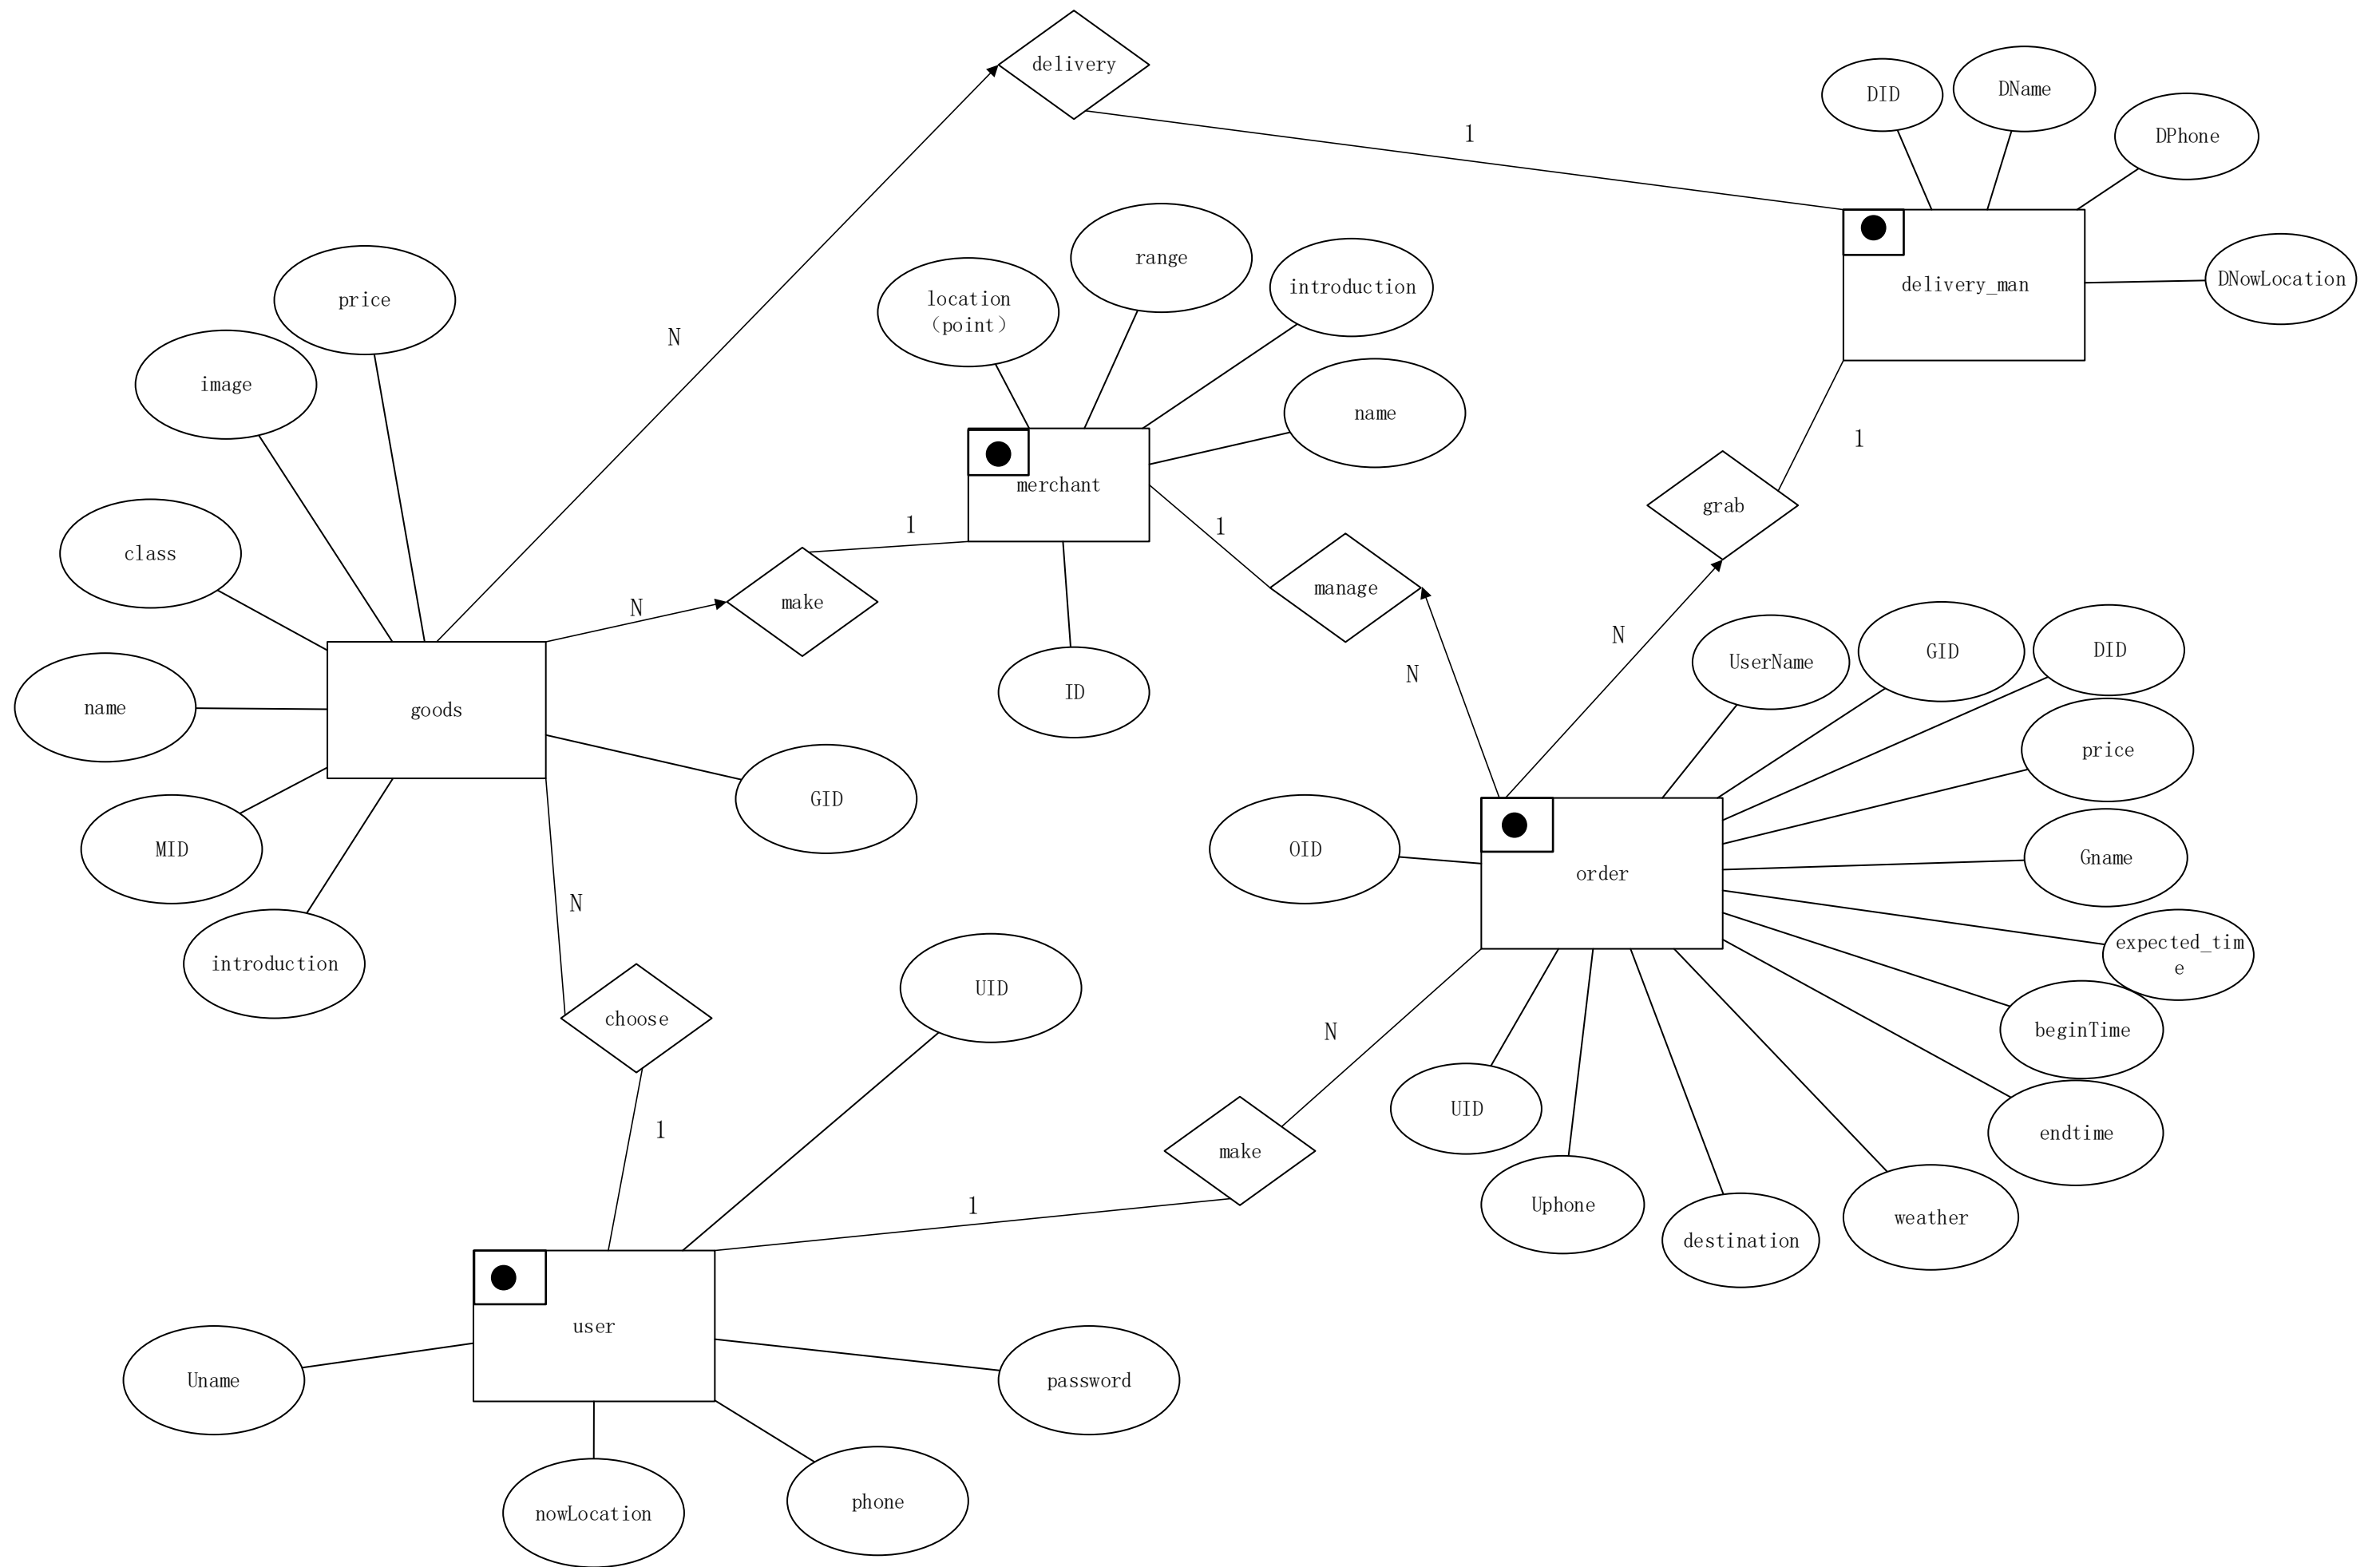 delivery
DID
DName
DPhone
1
range
location
（point）
introduction
delivery_man
DNowLocation
price
N
image
name
1
merchant
grab
1
1
class
make
N
manage
N
UserName
GID
DID
N
ID
name
goods
price
GID
OID
MID
Gname
order
N
introduction
expected_tim
e
UID
choose
beginTime
N
1
UID
endtime
make
1
Uphone
weather
destination
user
Uname
password
nowLocation
phone